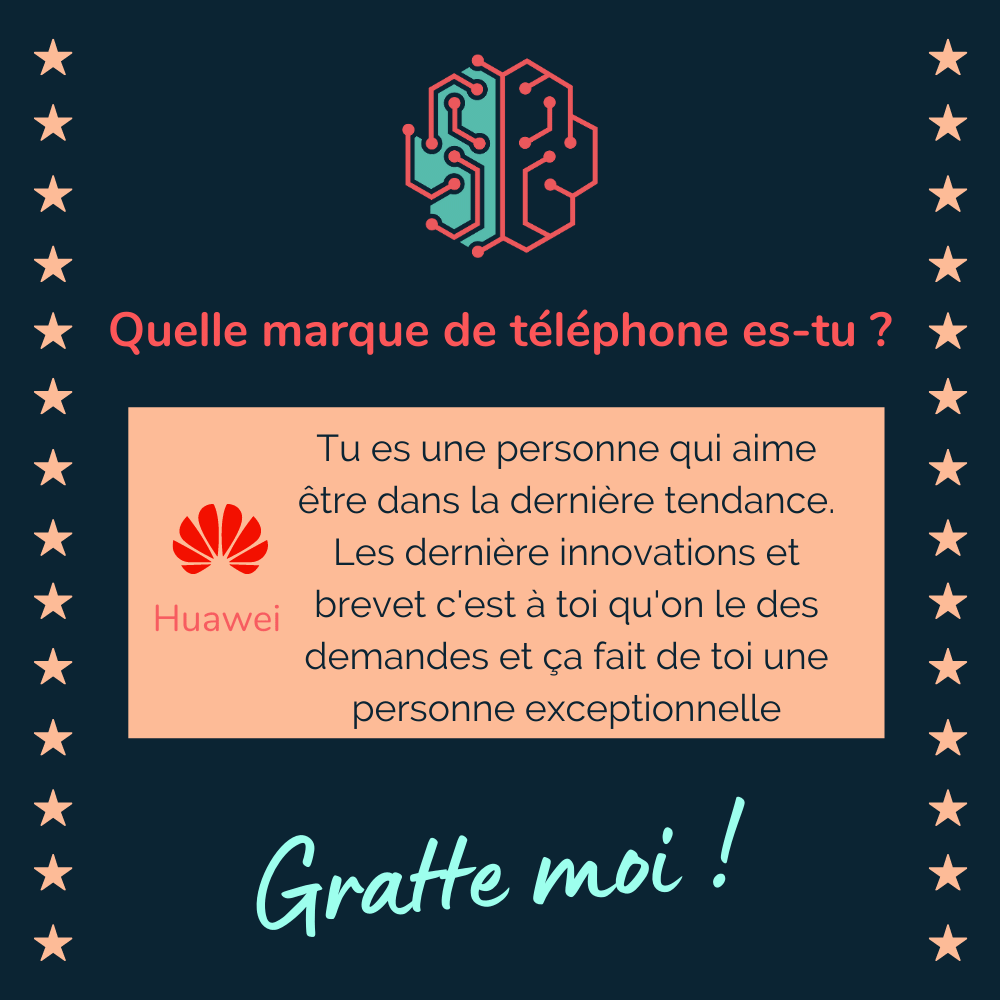 Quelle marque de téléphone es-tu ?
Tu es une personne qui aime
être dans la dernière tendance.
Les dernière innovations et
brevet c'est à toi qu'on le des
demandes et ça fait de toi une
personne exceptionnelle
Huawei
Gratte moi !